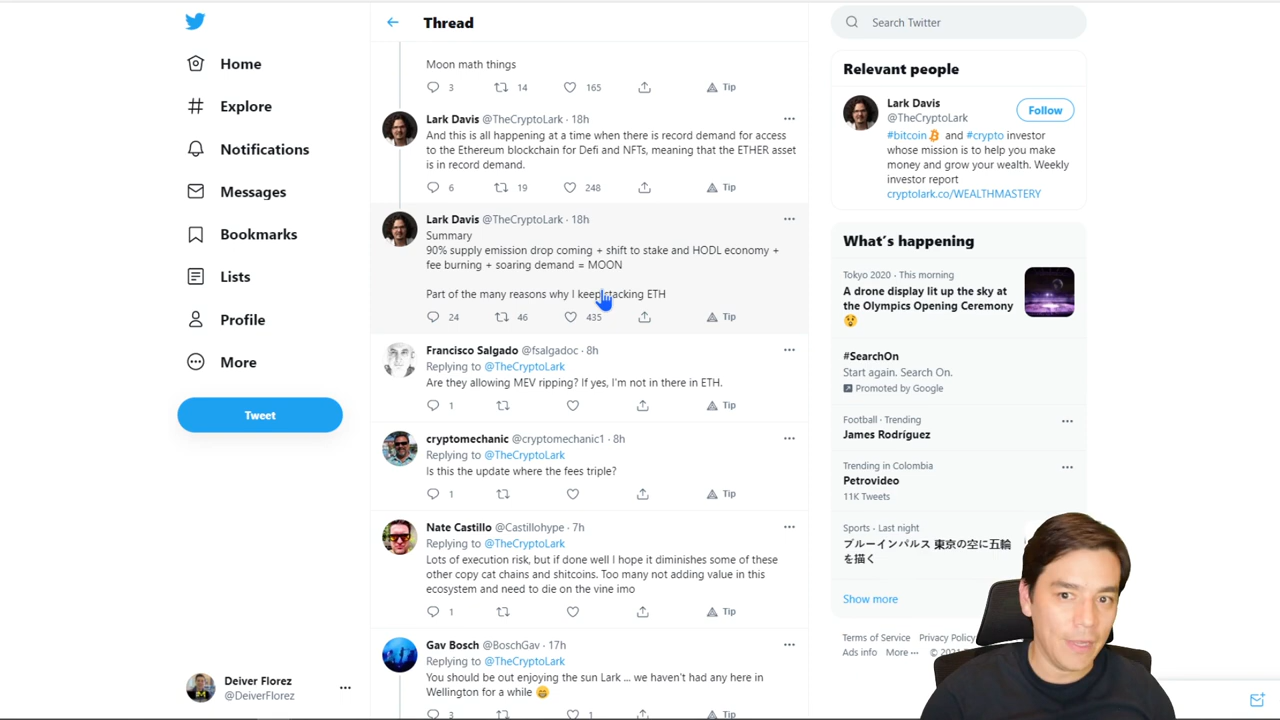 Home
Explore
Notifications
Messages
Bookmarks
Lists
Profile
More
Tweet
Deiver Florez
@DeiverFlorez
Thread
Moon math things
3 14 165 Tip
Lark Davis @TheCryptoLark · 18h
And this is all happening at a time when there is record demand for access
to the Ethereum blockchain for Defi and NFTs, meaning that the ETHER asset
is in record demand.
6 19 248 Tip
Lark Davis @TheCryptoLark · 18h
Summary
90% supply emission drop coming + shift to stake and HODL economy +
fee burning + soaring demand = MOON
Part of the many reasons why I keep stacking ETH
24 46 435 Tip
Francisco Salgado @fsalgadoc · 8h
Replying to @TheCryptoLark
Are they allowing MEV ripping? If yes, I'm not in there in ETH.
1 Tip
cryptomechanic @cryptomechanic1 · 8h
Replying to @TheCryptoLark
Is this the update where the fees triple?
1 Tip
Nate Castillo @Castillohype · 7h
Replying to @TheCryptoLark
Lots of execution risk, but if done well I hope it diminishes some of these
other copy cat chains and shitcoins. Too many not adding value in this
ecosystem and need to die on the vine imo
1 Tip
Gav Bosch @BoschGav · 17h
Replying to @TheCryptoLark
You should be out enjoying the sun Lark ... we haven't had any here in
Wellington for a while 😄
3 1 Tip
Search Twitter
Relevant people
Lark Davis
@TheCryptoLark
Follow
#bitcoin and #crypto investor
whose mission is to help you make
money and grow your wealth. Weekly
investor report
cryptolark.co/WEALTHMASTERY
What's happening
Tokyo 2020 · This morning
A drone display lit up the sky at
the Olympics Opening Ceremony
😲
#SearchOn
Start again. Search On.
Promoted by Google
Football · Trending
James Rodríguez
Trending in Colombia
Petrovideo
11K Tweets
Sports · Last night
ブルーインパルス 東京の空に五輪
を描く
Show more
Terms of Service Privacy Policy
Ads info More ··· ©